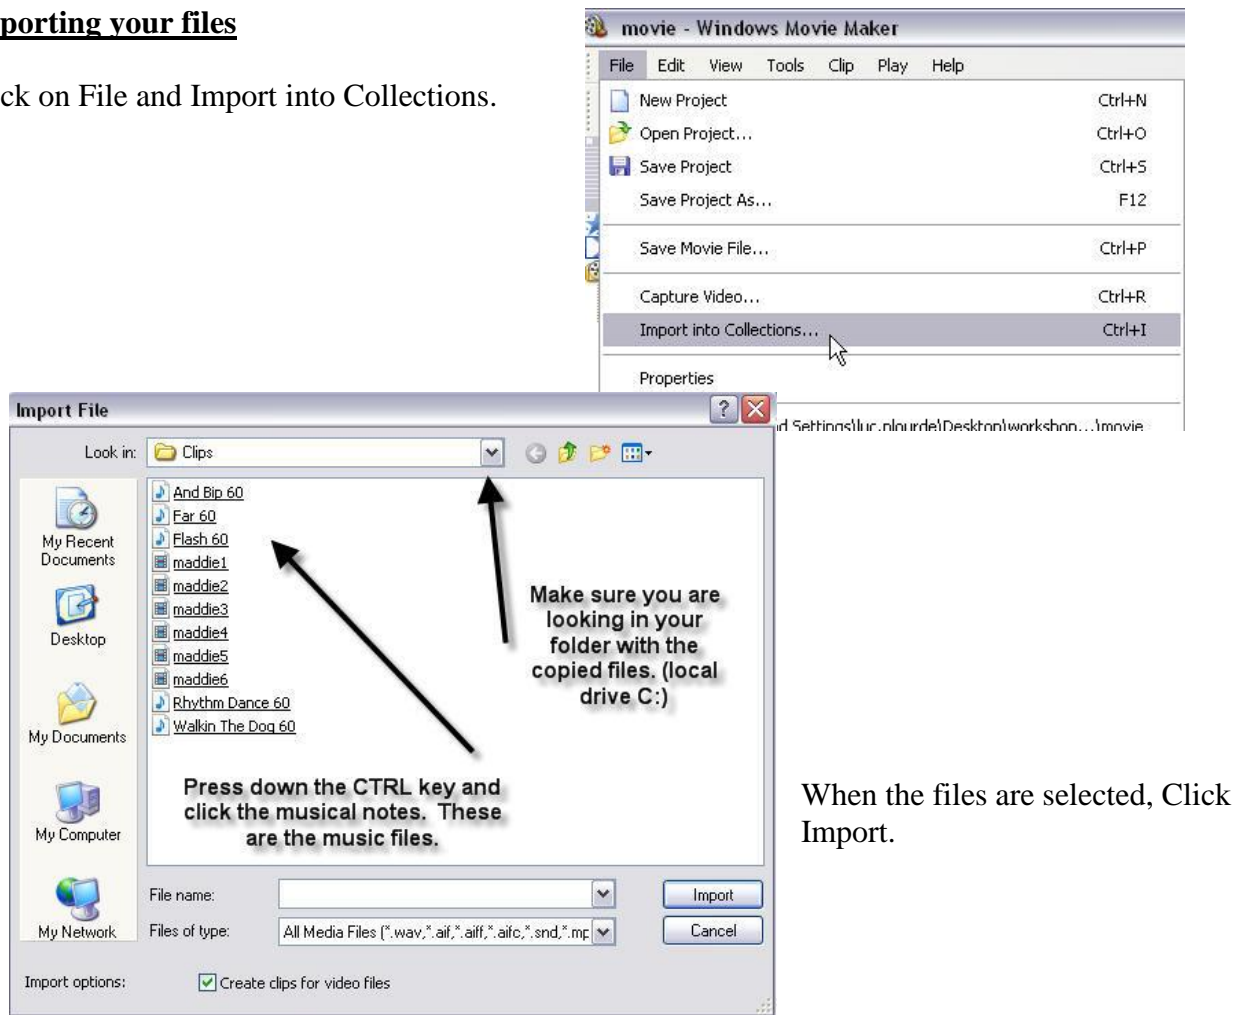 porting your files
ck on File and Import into Collections.
movie - Windows Movie Maker
File Edit View Tools Clip Play Help
New Project Ctrl+N
Open Project... Ctrl+O
Save Project Ctrl+S
Save Project As... F12
Save Movie File... Ctrl+P
Capture Video... Ctrl+R
Import into Collections... Ctrl+I
Properties
d Settings\luc.plourde\Desktop\workshop...\movie
Import File
Look in: Clips
My Recent
Documents
Desktop
My Documents
My Computer
My Network
And Bip 60
Far 60
Flash 60
maddie1
maddie2
maddie3
maddie4
maddie5
maddie6
Rhythm Dance 60
Walkin The Dog 60
Make sure you are
looking in your
folder with the
copied files. (local
drive C:)
Press down the CTRL key and
click the musical notes. These
are the music files.
File name: Import
Files of type: All Media Files (*.wav,*.aif,*.aiff,*.aifc,*.snd,*.mp Cancel
Import options: Create clips for video files
When the files are selected, Click
Import.